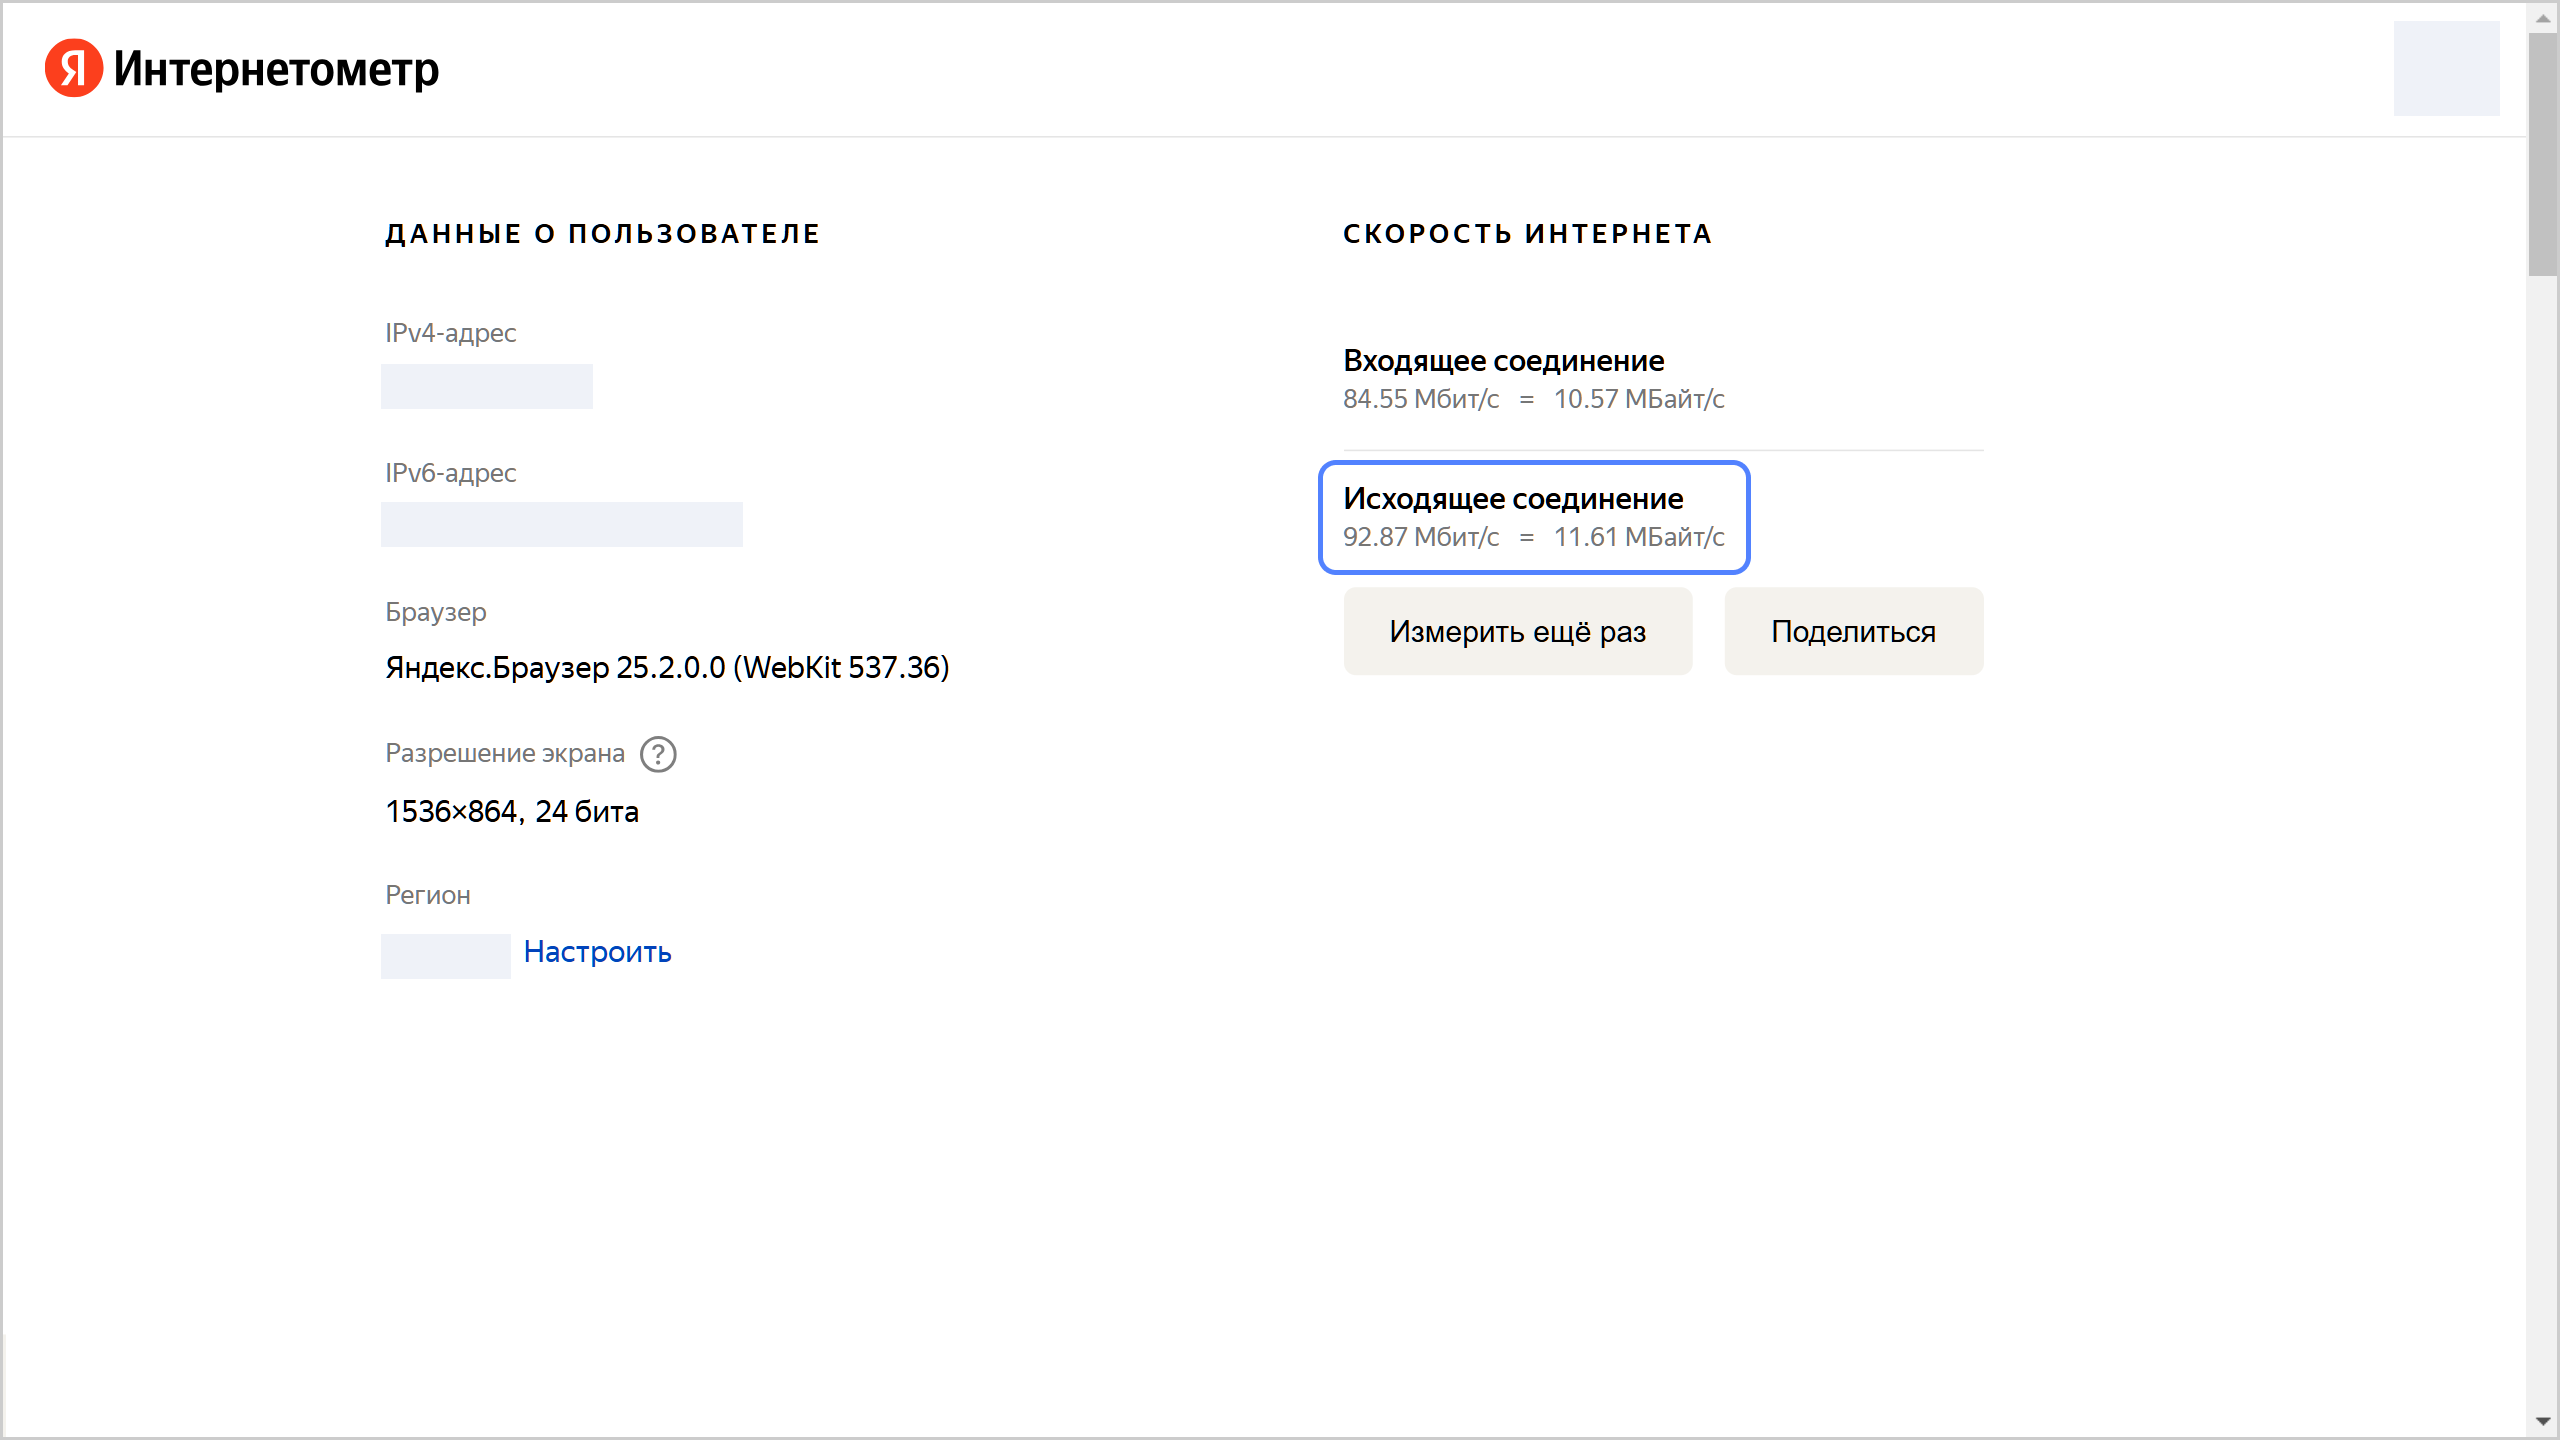 Я Интернетометр
ДАННЫЕ О ПОЛЬЗОВАТЕЛЕ
IPv4-адрес
IPv6-адрес
Браузер
Яндекс.Браузер 25.2.0.0 (WebKit 537.36)
Разрешение экрана ?
1536×864, 24 бита
Регион
Настроить
СКОРОСТЬ ИНТЕРНЕТА
Входящее соединение
84.55 Мбит/с = 10.57 МБайт/с
Исходящее соединение
92.87 Мбит/с = 11.61 МБайт/с
Измерить ещё раз
Поделиться